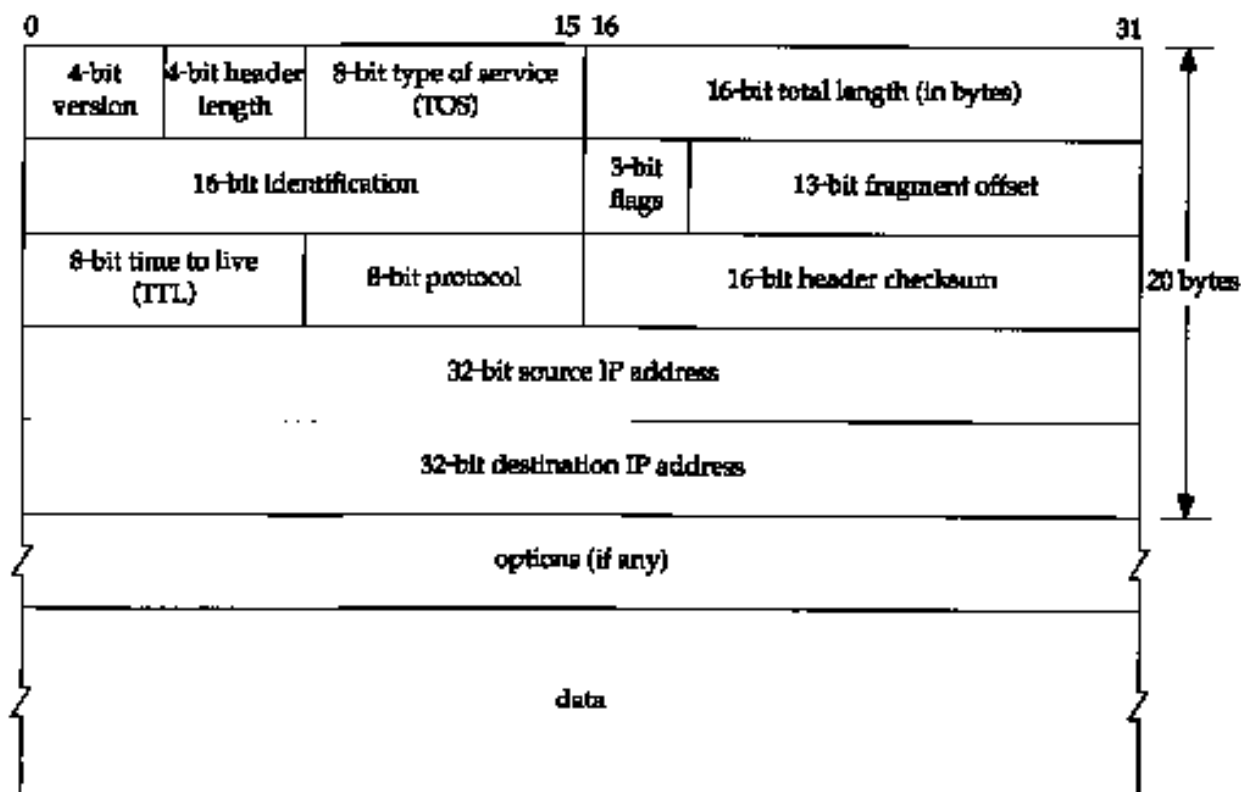 0 15 16 31
4-bit version
4-bit header length
8-bit type of service (TOS)
16-bit total length (in bytes)
16-bit identification
3-bit flags
13-bit fragment offset
8-bit time to live (TTL)
8-bit protocol
16-bit header checksum
20 bytes
32-bit source IP address
32-bit destination IP address
options (if any)
data